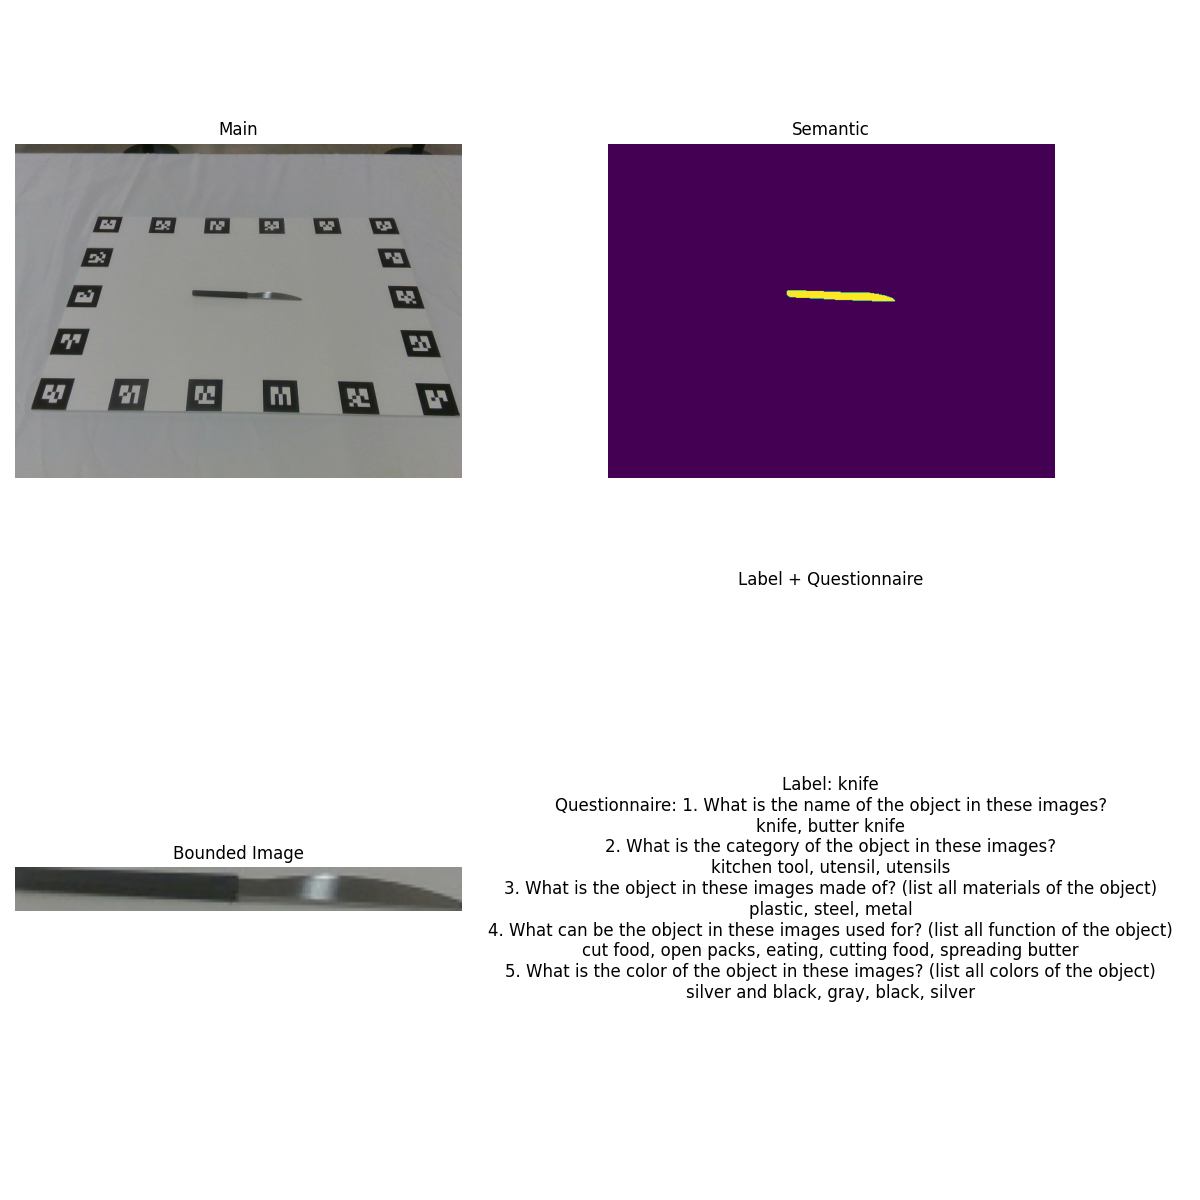 Main
Semantic
Label + Questionnaire
Bounded Image
Label: knife
Questionnaire: 1. What is the name of the object in these images?
knife, butter knife
2. What is the category of the object in these images?
kitchen tool, utensil, utensils
3. What is the object in these images made of? (list all materials of the object)
plastic, steel, metal
4. What can be the object in these images used for? (list all function of the object)
cut food, open packs, eating, cutting food, spreading butter
5. What is the color of the object in these images? (list all colors of the object)
silver and black, gray, black, silver